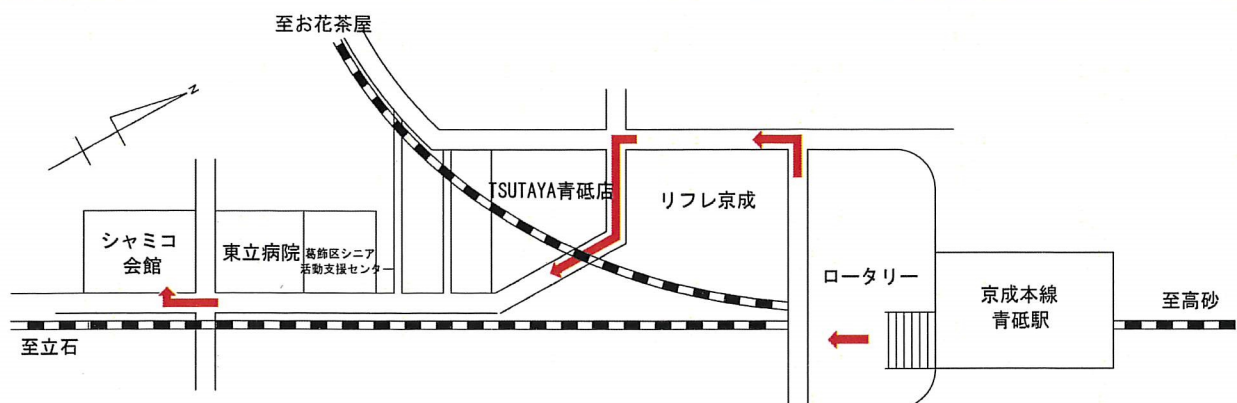 至お花茶屋
N
TSUTAYA青砥店
リフレ京成
シャミコ
会館
東立病院
葛飾区シニア
活動支援センター
ロータリー
京成本線
青砥駅
至高砂
至立石